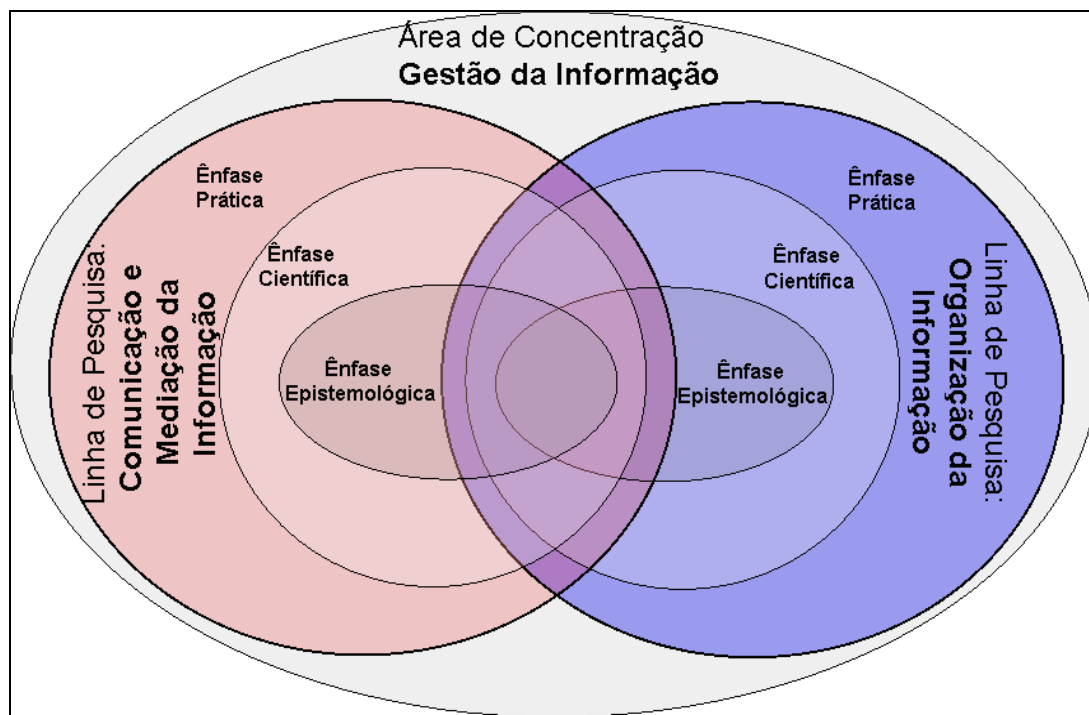 Área de Concentração
Gestão da Informação
Linha de Pesquisa:
Comunicação e
Mediação da
Informação
Ênfase
Prática
Ênfase
Científica
Ênfase
Epistemológica
Ênfase
Prática
Ênfase
Científica
Ênfase
Epistemológica
Linha de Pesquisa:
Organização da
Informação